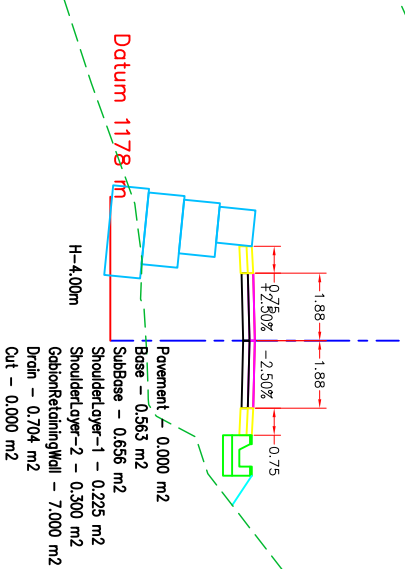 1.88
1.88
0.75
+2.50%
-2.50%
0.75
Datum 1178 m
H-4.00m
Pavement - 0.000 m2
Base - 0.563 m2
SubBase - 0.656 m2
ShoulderLayer-1 - 0.225 m2
ShoulderLayer-2 - 0.300 m2
GabionRetainingWall - 7.000 m2
Drain - 0.704 m2
Cut - 0.000 m2